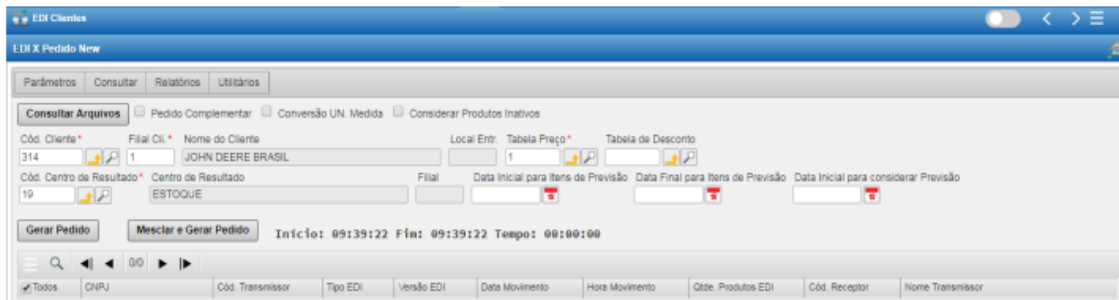 EDI Clientes
EDI X Pedido New
Parâmetros Consultar Relatórios Utilitários
Consultar Arquivos Pedido Complementar Conversão UN. Medida Considerar Produtos Inativos
Cód. Cliente* Filial Cli.* Nome do Cliente Local Entr. Tabela Preço* Tabela de Desconto
314 1 JOHN DEERE BRASIL 1
Cód. Centro de Resultado* Centro de Resultado Filial Data Inicial para Itens de Previsão Data Final para Itens de Previsão Data Inicial para considerar Previsão
19 ESTOQUE
Gerar Pedido Mesclar e Gerar Pedido Início: 09:39:22 Fim: 09:39:22 Tempo: 00:00:00
0/0
Todos CNPJ Cód. Transmissor Tipo EDI Versão EDI Data Movimento Hora Movimento Qtde. Produtos EDI Cód. Receptor Nome Transmissor